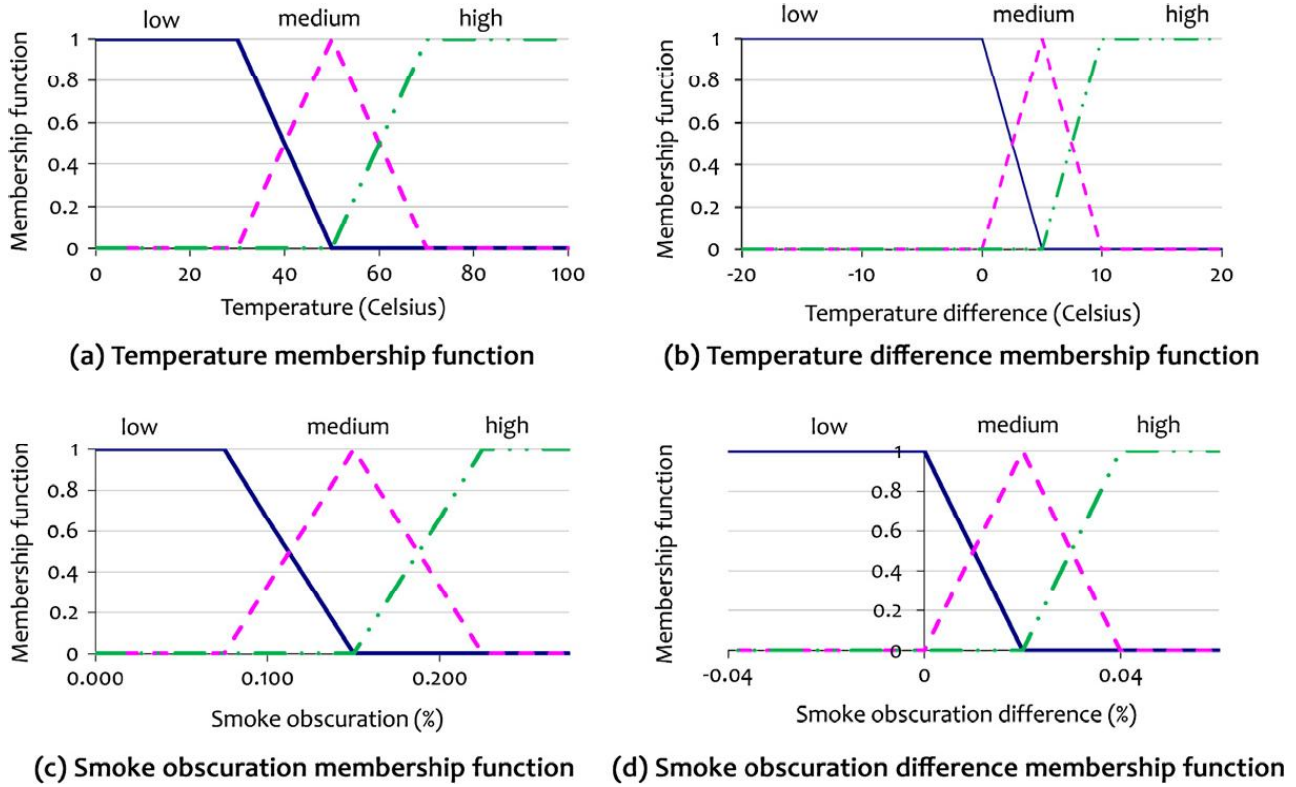 low medium high
Membership function
1
0.8
0.6
0.4
0.2
0
0 20 40 60 80 100
Temperature (Celsius)
(a) Temperature membership function
low medium high
Membership function
1
0.8
0.6
0.4
0.2
0
-20 -10 0 10 20
Temperature difference (Celsius)
(b) Temperature difference membership function
low medium high
Membership function
1
0.8
0.6
0.4
0.2
0
0.000 0.100 0.200
Smoke obscuration (%)
(c) Smoke obscuration membership function
low medium high
Membership function
1
0.8
0.6
0.4
0.2
0
-0.04 0 0.04
Smoke obscuration difference (%)
(d) Smoke obscuration difference membership function